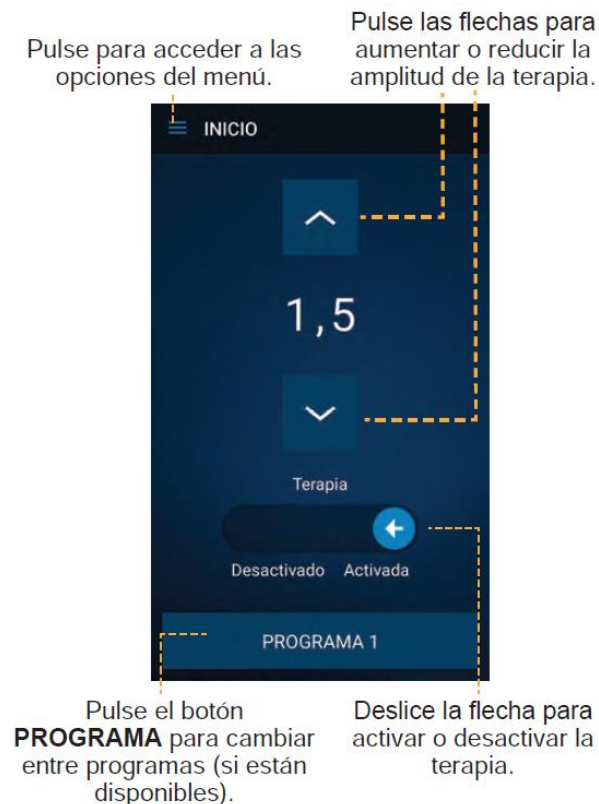 Pulse para acceder a las
opciones del menú.
Pulse las flechas para
aumentar o reducir la
amplitud de la terapia.
INICIO
1,5
Terapia
Desactivado Activada
PROGRAMA 1
Pulse el botón
PROGRAMA para cambiar
entre programas (si están
disponibles).
Deslice la flecha para
activar o desactivar la
terapia.